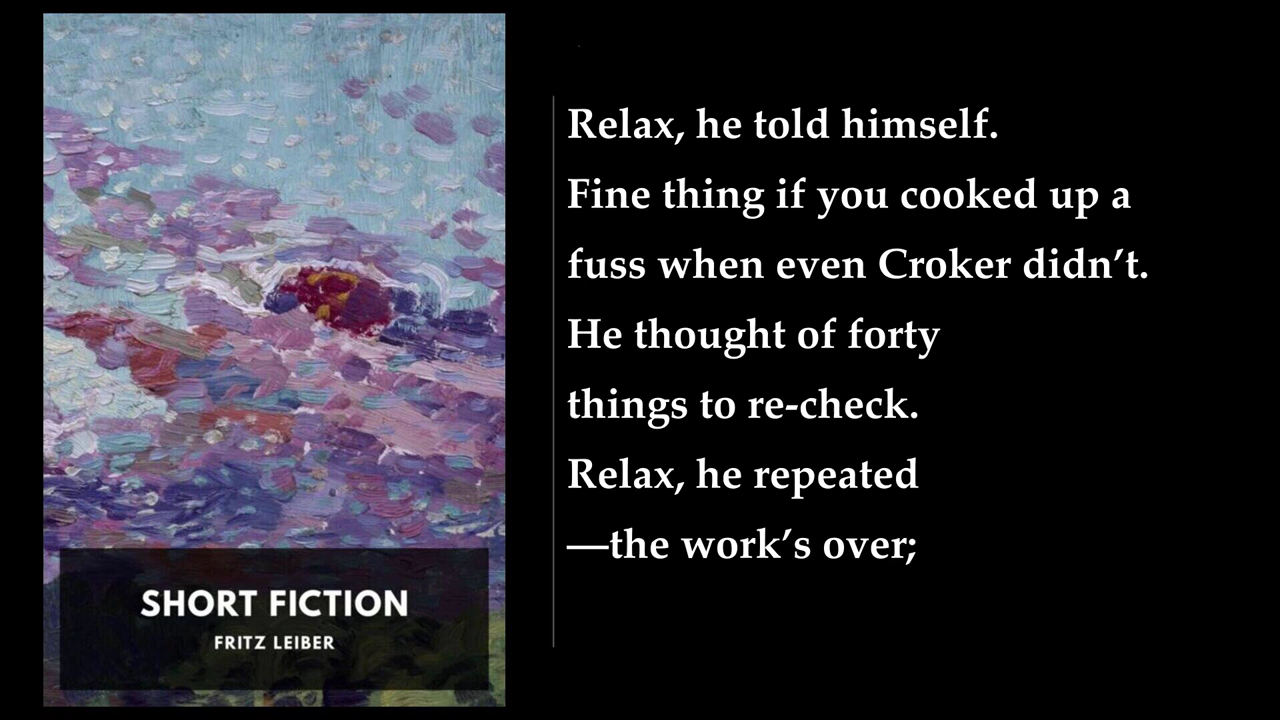 SHORT FICTION
FRITZ LEIBER
Relax, he told himself.
Fine thing if you cooked up a
fuss when even Croker didn’t.
He thought of forty
things to re-check.
Relax, he repeated
—the work’s over;